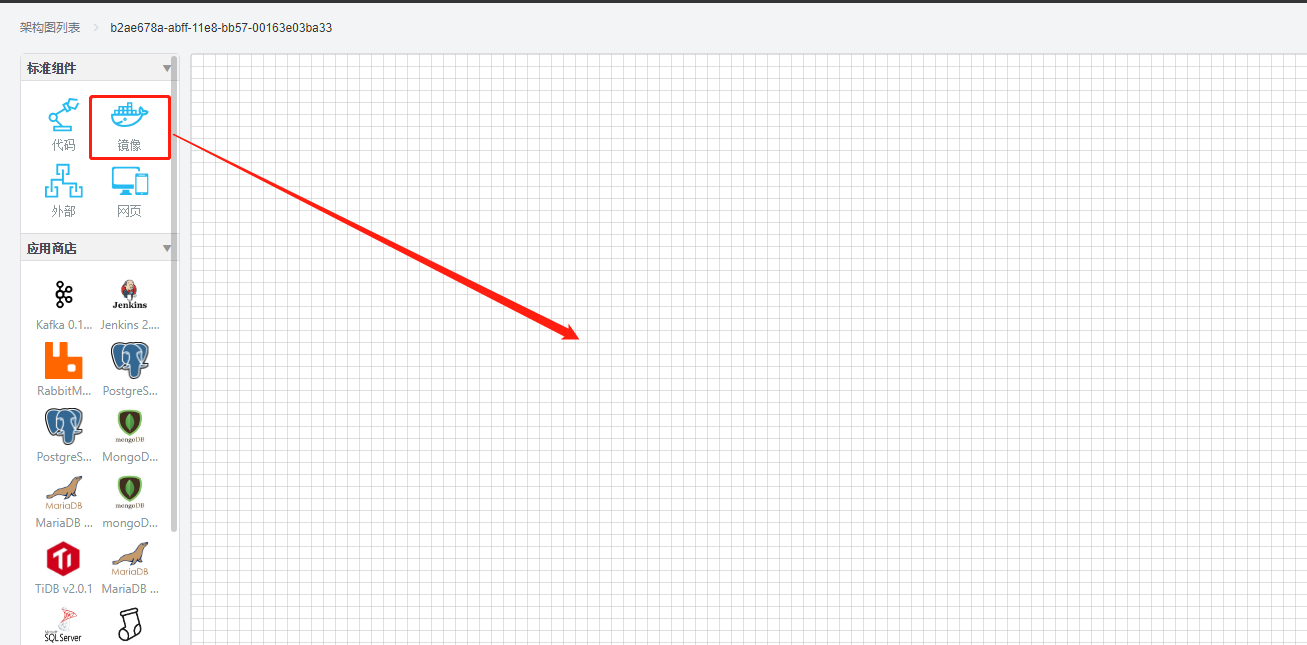 架构图列表 > b2ae678a-abff-11e8-bb57-00163e03ba33
标准组件
代码 镜像
外部 网页
应用商店
Jenkins
Kafka 0.1... Jenkins 2....
RabbitM... PostgreS...
mongoDB
PostgreS... MongoD...
MariaDB mongoDB
MariaDB ... mongoD...
MariaDB
TiDB v2.0.1 MariaDB ...
SQL Server